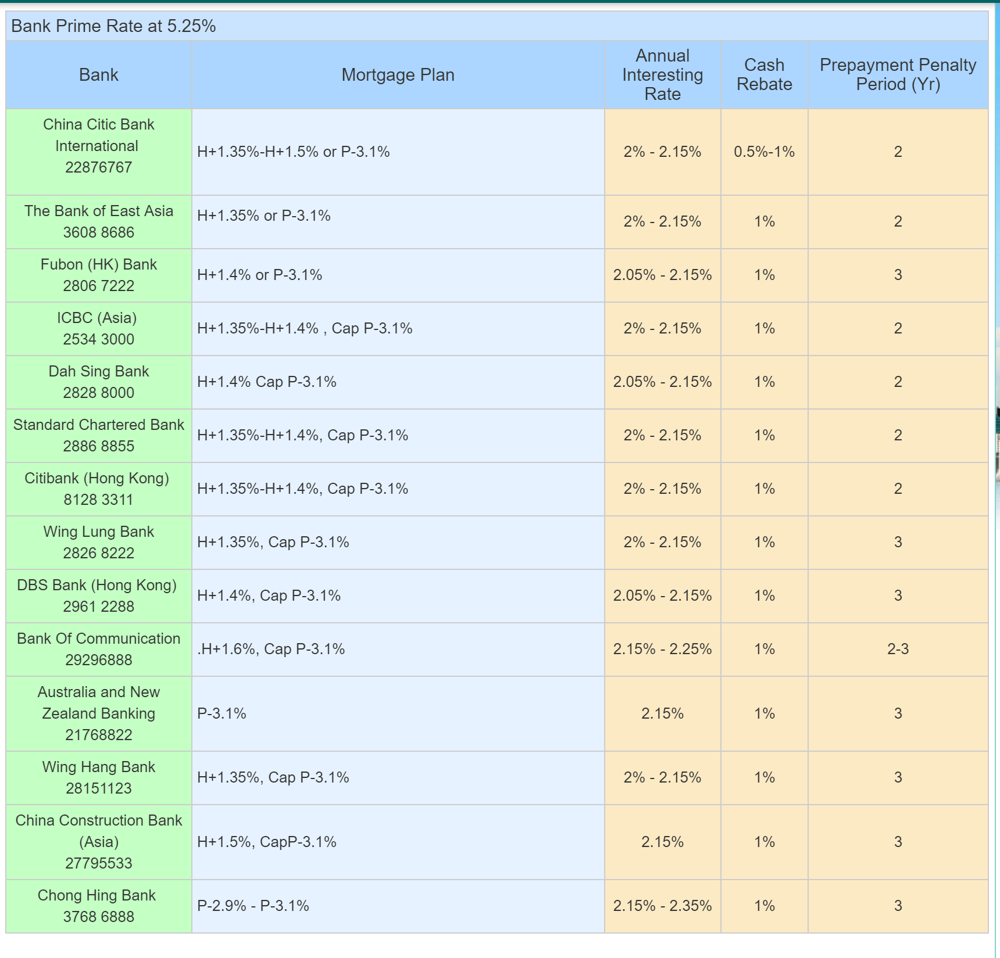 Bank Prime Rate at 5.25%
Bank
Mortgage Plan
Annual
Interesting
Rate
Cash
Rebate
Prepayment Penalty
Period (Yr)
China Citic Bank
International
22876767
H+1.35%-H+1.5% or P-3.1%
2% - 2.15%
0.5%-1%
2
The Bank of East Asia
3608 8686
H+1.35% or P-3.1%
2% - 2.15%
1%
2
Fubon (HK) Bank
2806 7222
H+1.4% or P-3.1%
2.05% - 2.15%
1%
3
ICBC (Asia)
2534 3000
H+1.35%-H+1.4% , Cap P-3.1%
2% - 2.15%
1%
2
Dah Sing Bank
2828 8000
H+1.4% Cap P-3.1%
2.05% - 2.15%
1%
2
Standard Chartered Bank
2886 8855
H+1.35%-H+1.4%, Cap P-3.1%
2% - 2.15%
1%
2
Citibank (Hong Kong)
8128 3311
H+1.35%-H+1.4%, Cap P-3.1%
2% - 2.15%
1%
2
Wing Lung Bank
2826 8222
H+1.35%, Cap P-3.1%
2% - 2.15%
1%
3
DBS Bank (Hong Kong)
2961 2288
H+1.4%, Cap P-3.1%
2.05% - 2.15%
1%
3
Bank Of Communication
29296888
.H+1.6%, Cap P-3.1%
2.15% - 2.25%
1%
2-3
Australia and New
Zealand Banking
21768822
P-3.1%
2.15%
1%
3
Wing Hang Bank
28151123
H+1.35%, Cap P-3.1%
2% - 2.15%
1%
3
China Construction Bank
(Asia)
27795533
H+1.5%, CapP-3.1%
2.15%
1%
3
Chong Hing Bank
3768 6888
P-2.9% - P-3.1%
2.15% - 2.35%
1%
3